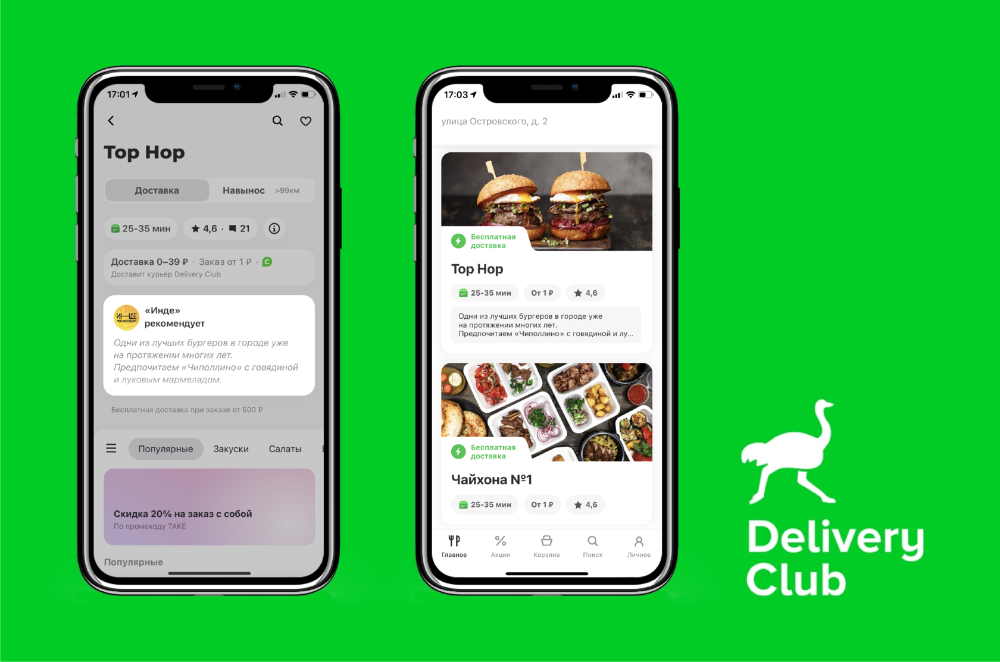 17:01
Top Hop
Доставка
Навынос >99км
25-35 мин
4,6 · 21
Доставка 0–39 ₽ · Заказ от 1 ₽ ·
Доставит курьер Delivery Club
ИНДЕ
РЕКОМЕНДУЕТ
«Инде»
рекомендует
Одни из лучших бургеров в городе уже
на протяжении многих лет.
Предпочитаем «Чиполлино» с говядиной
и луковым мармеладом.
Бесплатная доставка при заказе от 500 ₽
Популярные
Закуски
Салаты
Скидка 20% на заказ с собой
По промокоду TAKE
Популярные
17:03
улица Островского, д. 2
Бесплатная
доставка
Top Hop
25-35 мин
От 1 ₽
4,6
Одни из лучших бургеров в городе уже
на протяжении многих лет.
Предпочитаем «Чиполлино» с говядиной и лу...
Бесплатная
доставка
Чайхона №1
25-35 мин
От 1 ₽
4,6
Главное
Акции
Корзина
Поиск
Личное
Delivery
Club